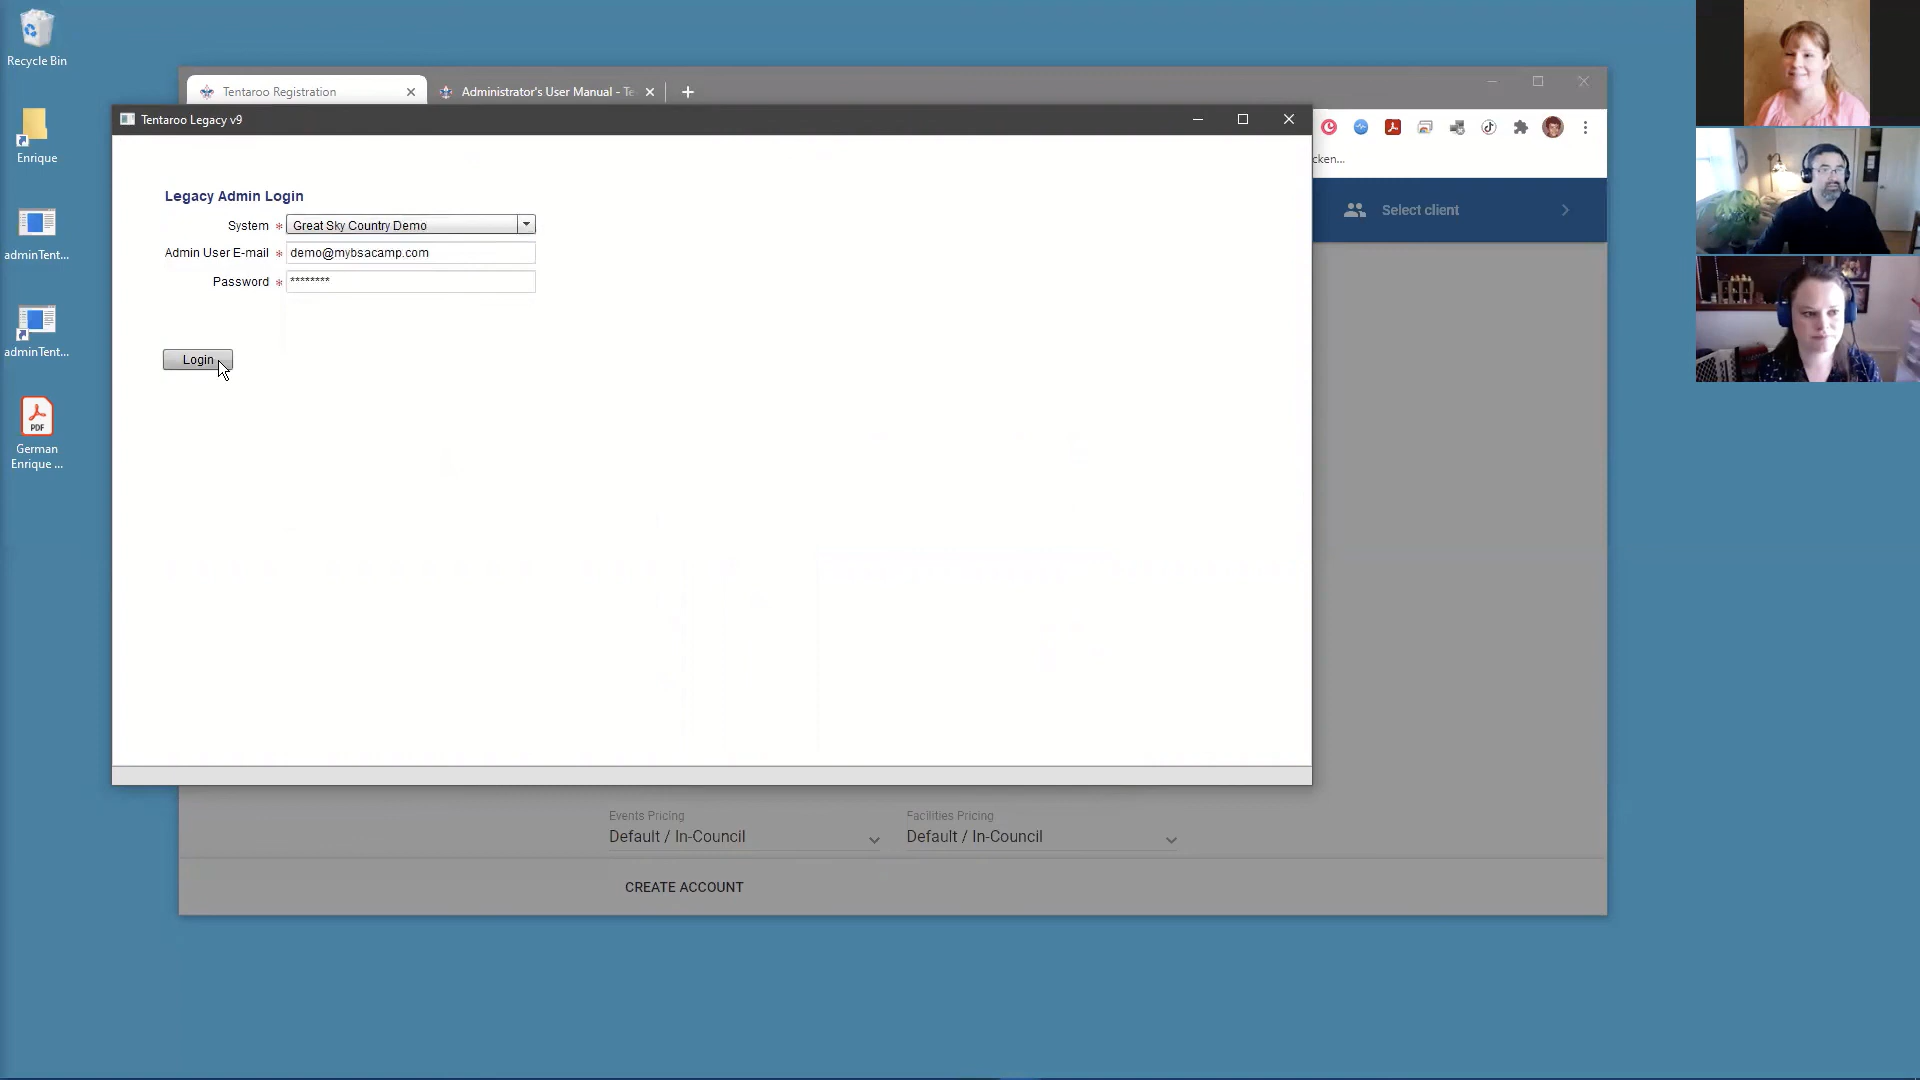 Recycle Bin
Enrique
adminTent...
adminTent...
PDF
German
Enrique ...
Tentaroo Registration
Administrator's User Manual - Te
Tentaroo Legacy v9
cken...
Legacy Admin Login
System * Great Sky Country Demo
Admin User E-mail * demo@mybsacamp.com
Password * ********
Login
Select client
Events Pricing
Default / In-Council
Facilities Pricing
Default / In-Council
CREATE ACCOUNT